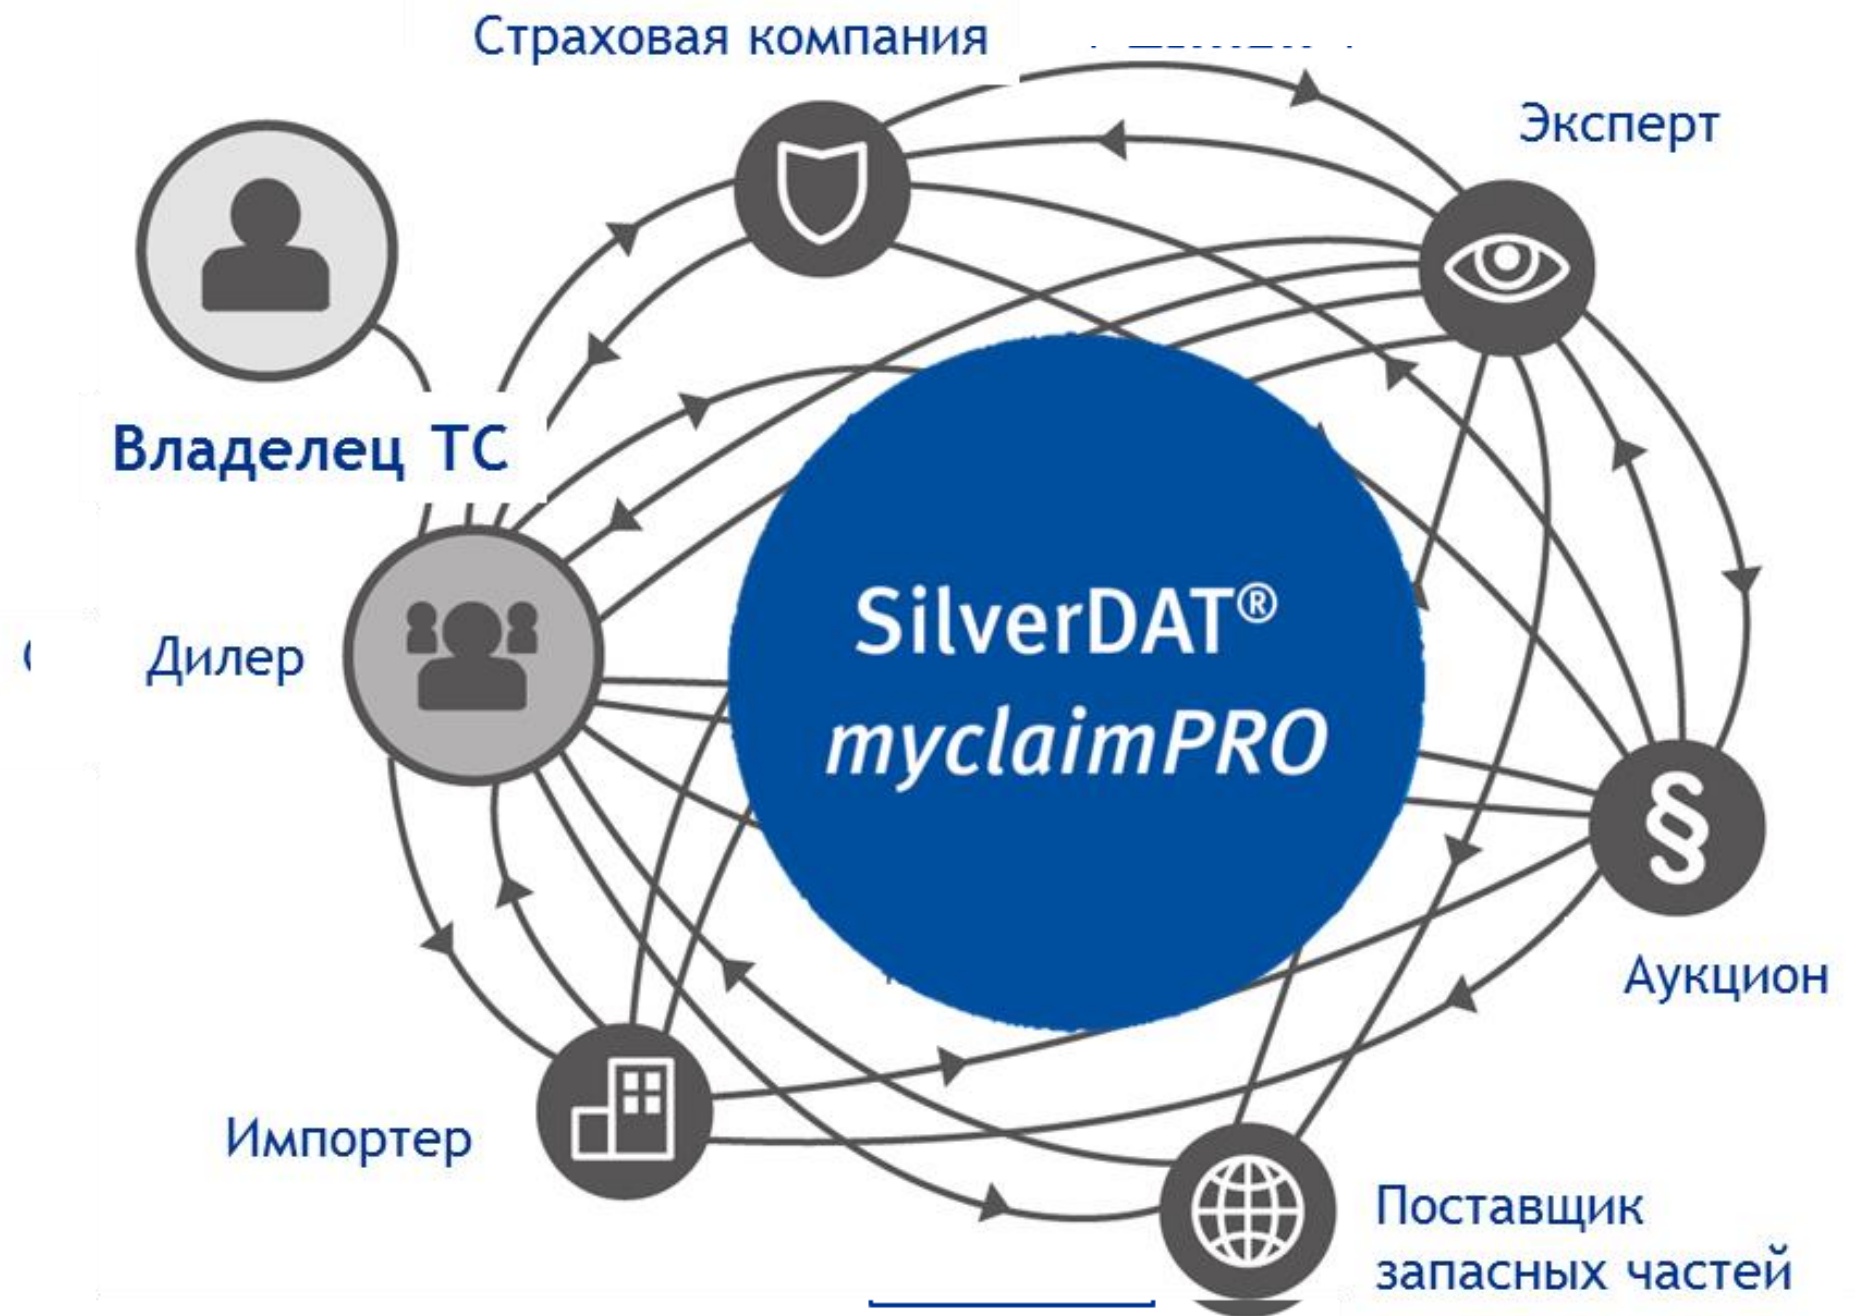 Страховая компания
Эксперт
Владелец ТС
SilverDAT®
myclaimPRO
Дилер
Аукцион
Импортер
Поставщик
запасных частей
§